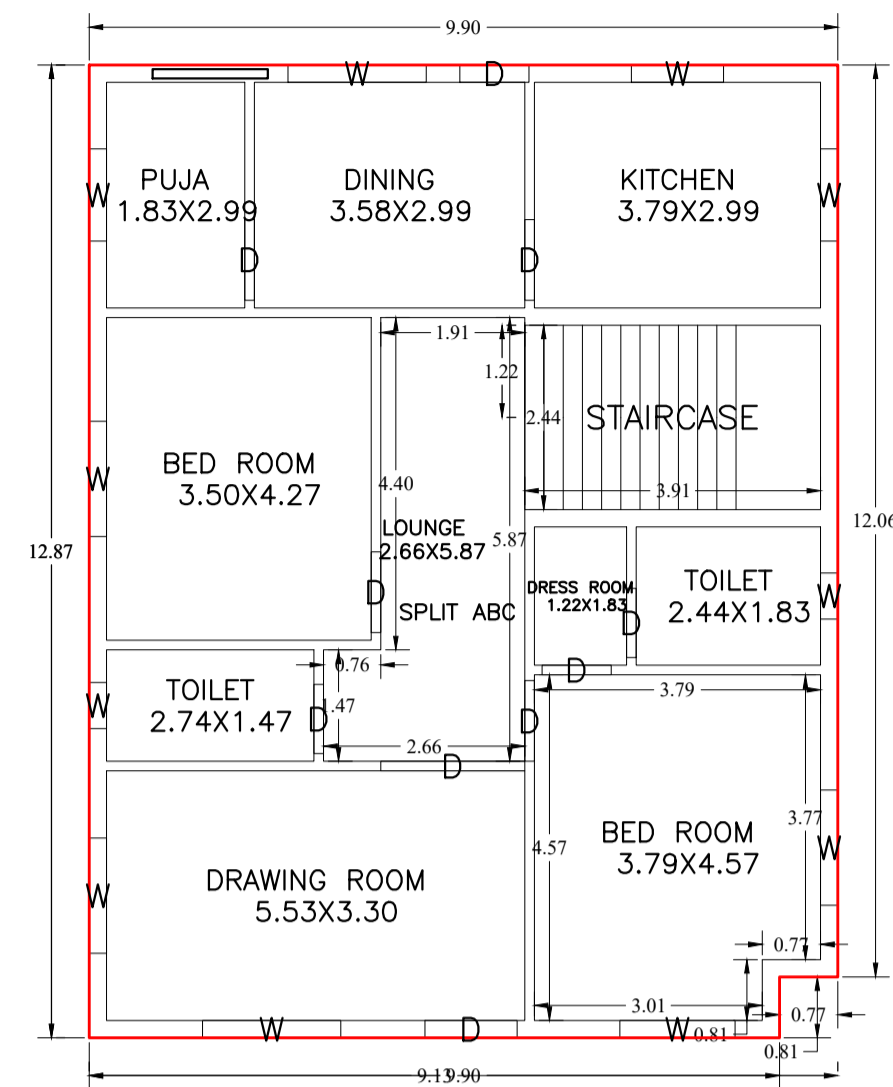 9.90
W
D
W
PUJA
1.83X2.99
DINING
3.58X2.99
KITCHEN
3.79X2.99
W
W
D
D
1.91
1.22
2.44
STAIRCASE
BED ROOM
3.50X4.27
W
4.40
3.91
12.06
LOUNGE
2.66X5.87
5.87
12.87
DRESS ROOM
1.22X1.83
TOILET
2.44X1.83
D
SPLIT ABC
W
D
0.76
D
TOILET
2.74X1.47
3.79
W
1.47
D
D
2.66
D
4.57
3.77
BED ROOM
3.79X4.57
W
DRAWING ROOM
5.53X3.30
W
0.77
3.01
0.77
W
D
W
0.81
0.81
9.13
9.90